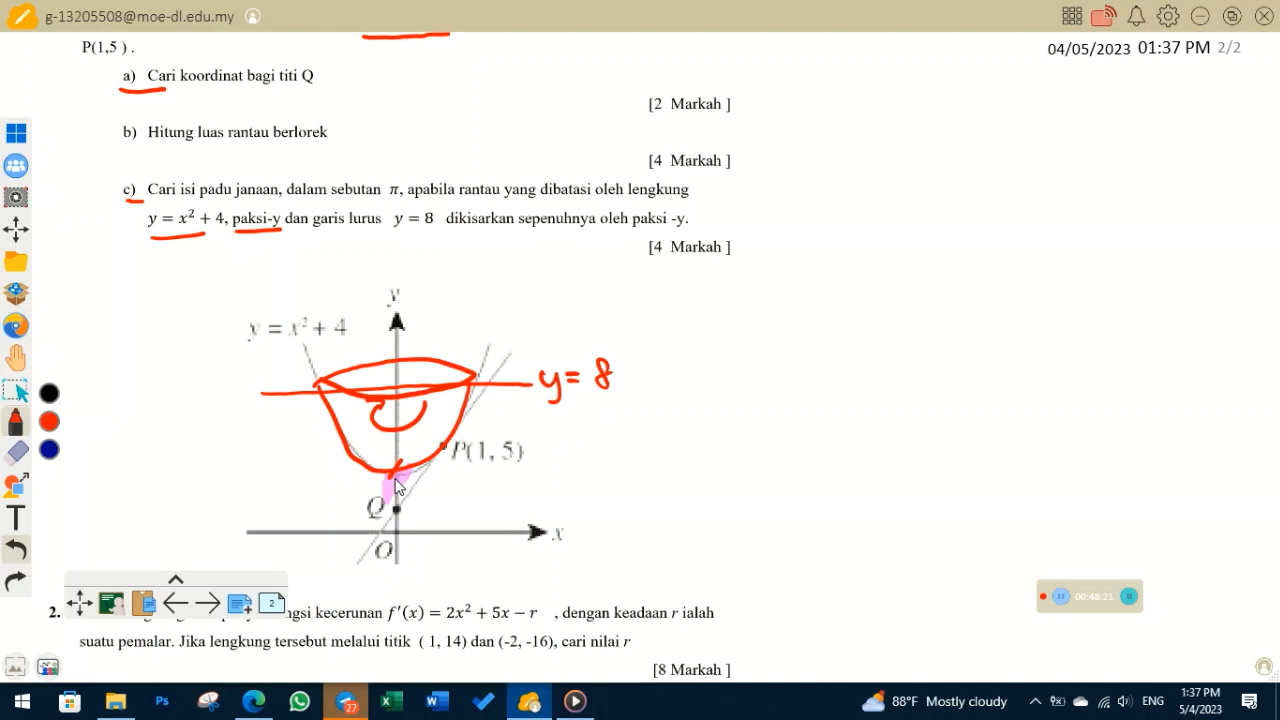 g-13205508@moe-dl.edu.my
04/05/2023 01:37 PM 2/2
P(1,5 ) .
a) Cari koordinat bagi titi Q
[2 Markah ]
b) Hitung luas rantau berlorek
[4 Markah ]
c) Cari isi padu janaan, dalam sebutan π, apabila rantau yang dibatasi oleh lengkung
y = x² + 4, paksi-y dan garis lurus y = 8 dikisarkan sepenuhnya oleh paksi -y.
[4 Markah ]
y
y = x² + 4
y = 8
P(1, 5)
Q
x
O
T
2
00:48:21
2. ngsi kecerunan f′(x) = 2x² + 5x − r , dengan keadaan r ialah
suatu pemalar. Jika lengkung tersebut melalui titik ( 1, 14) dan (-2, -16), cari nilai r
[8 Markah ]
Ps
27
X
W
88°F Mostly cloudy
ENG
1:37 PM
5/4/2023